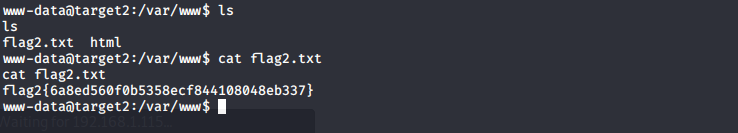 www-data@target2:/var/www$ ls
ls
flag2.txt  html
www-data@target2:/var/www$ cat flag2.txt
cat flag2.txt
flag2{6a8ed560f0b5358ecf844108048eb337}
www-data@target2:/var/www$
Waiting for 192.168.1.115...